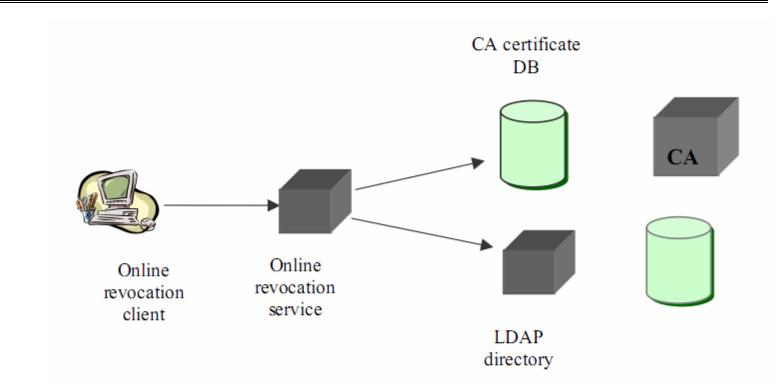 CA certificate
DB
CA
Online
revocation
client
Online
revocation
service
LDAP
directory